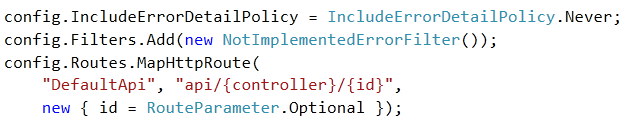 config.IncludeErrorDetailPolicy = IncludeErrorDetailPolicy.Never;
config.Filters.Add(new NotImplementedErrorFilter());
config.Routes.MapHttpRoute(
    "DefaultApi", "api/{controller}/{id}",
    new { id = RouteParameter.Optional });